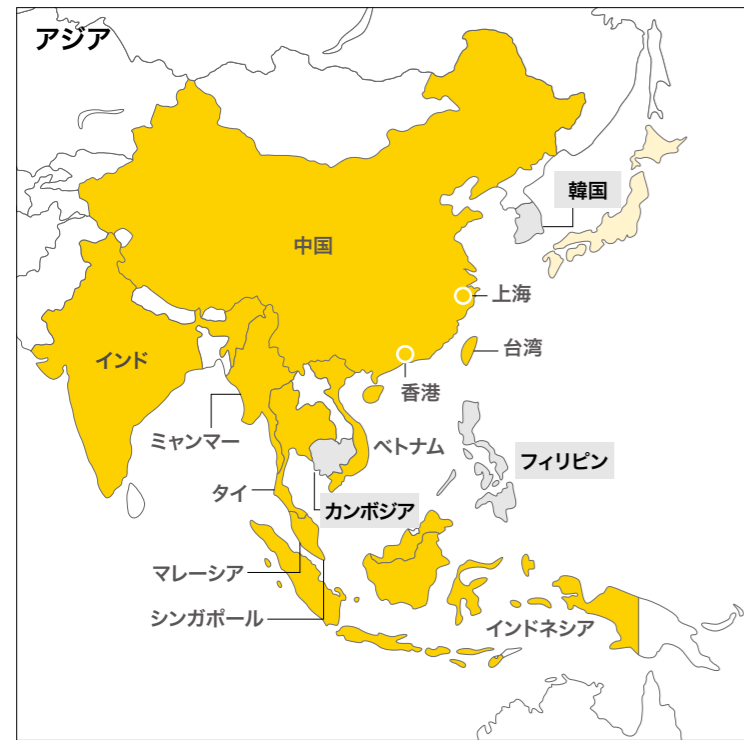 アジア
韓国
中国
上海
台湾
インド
香港
ミャンマー
ベトナム
フィリピン
タイ
カンボジア
マレーシア
シンガポール
インドネシア